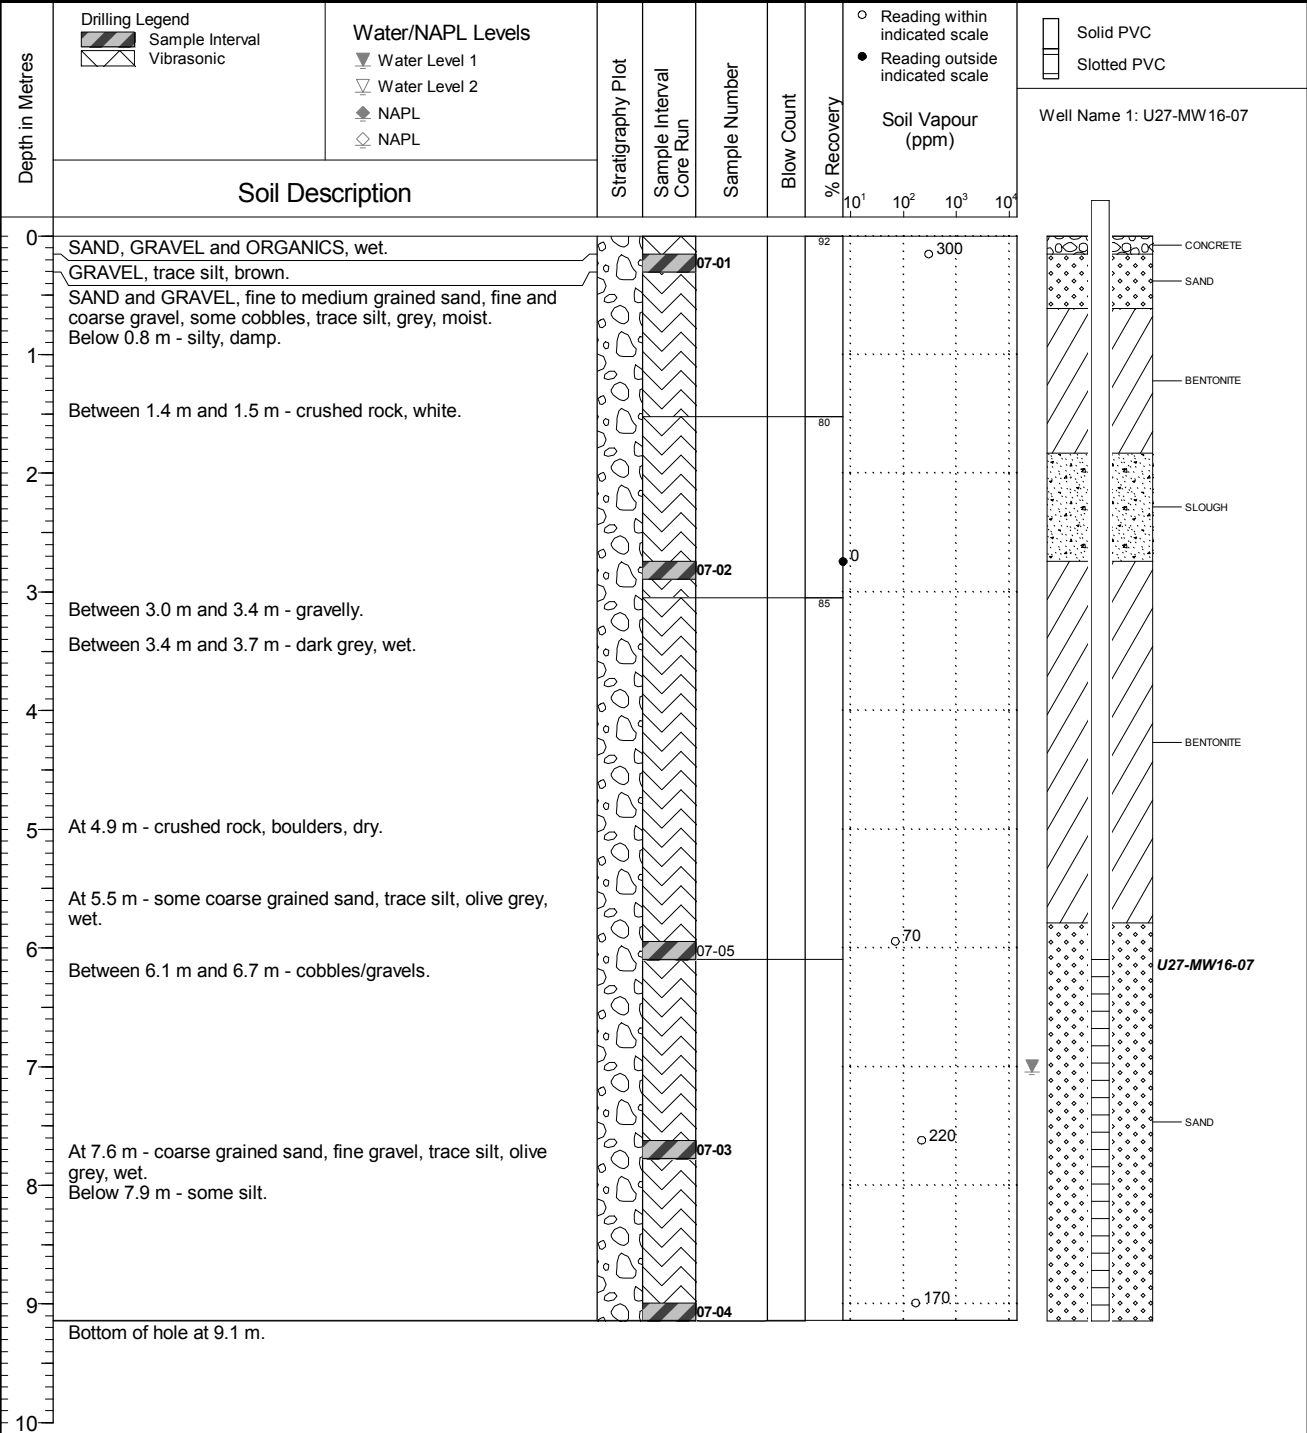 Drilling Legend
Sample Interval
Vibrasonic
Water/NAPL Levels
Water Level 1
Water Level 2
NAPL
NAPL
Depth in Metres
Soil Description
Stratigraphy Plot
Sample Interval
Core Run
Sample Number
Blow Count
% Recovery
Reading within
indicated scale
Reading outside
indicated scale
Soil Vapour
(ppm)
10¹ 10² 10³ 10⁴
Solid PVC
Slotted PVC
Well Name 1: U27-MW16-07
0
SAND, GRAVEL and ORGANICS, wet.
GRAVEL, trace silt, brown.
SAND and GRAVEL, fine to medium grained sand, fine and
coarse gravel, some cobbles, trace silt, grey, moist.
Below 0.8 m - silty, damp.
07-01
92
300
CONCRETE
SAND
1
Between 1.4 m and 1.5 m - crushed rock, white.
80
BENTONITE
2
SLOUGH
07-02
0
3
85
Between 3.0 m and 3.4 m - gravelly.
Between 3.4 m and 3.7 m - dark grey, wet.
4
BENTONITE
5
At 4.9 m - crushed rock, boulders, dry.
At 5.5 m - some coarse grained sand, trace silt, olive grey,
wet.
6
07-05
70
Between 6.1 m and 6.7 m - cobbles/gravels.
U27-MW16-07
7
At 7.6 m - coarse grained sand, fine gravel, trace silt, olive
grey, wet.
Below 7.9 m - some silt.
07-03
220
SAND
8
9
07-04
170
Bottom of hole at 9.1 m.
10